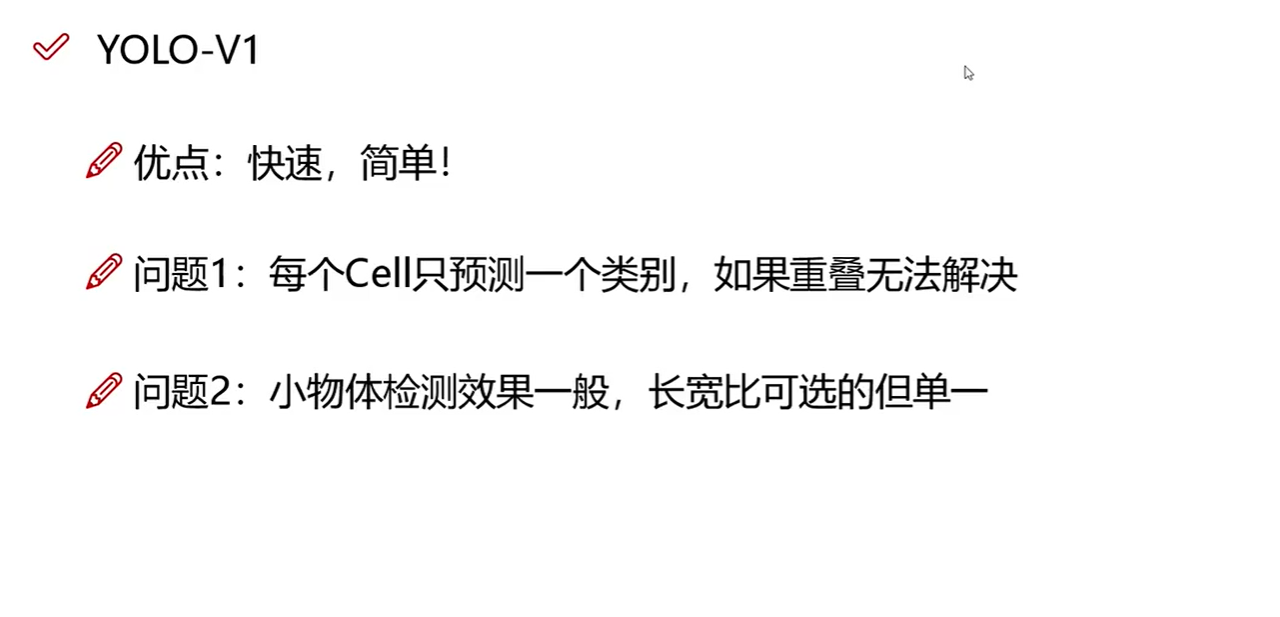 YOLO-V1
优点：快速，简单！
问题1：每个Cell只预测一个类别，如果重叠无法解决
问题2：小物体检测效果一般，长宽比可选的但单一